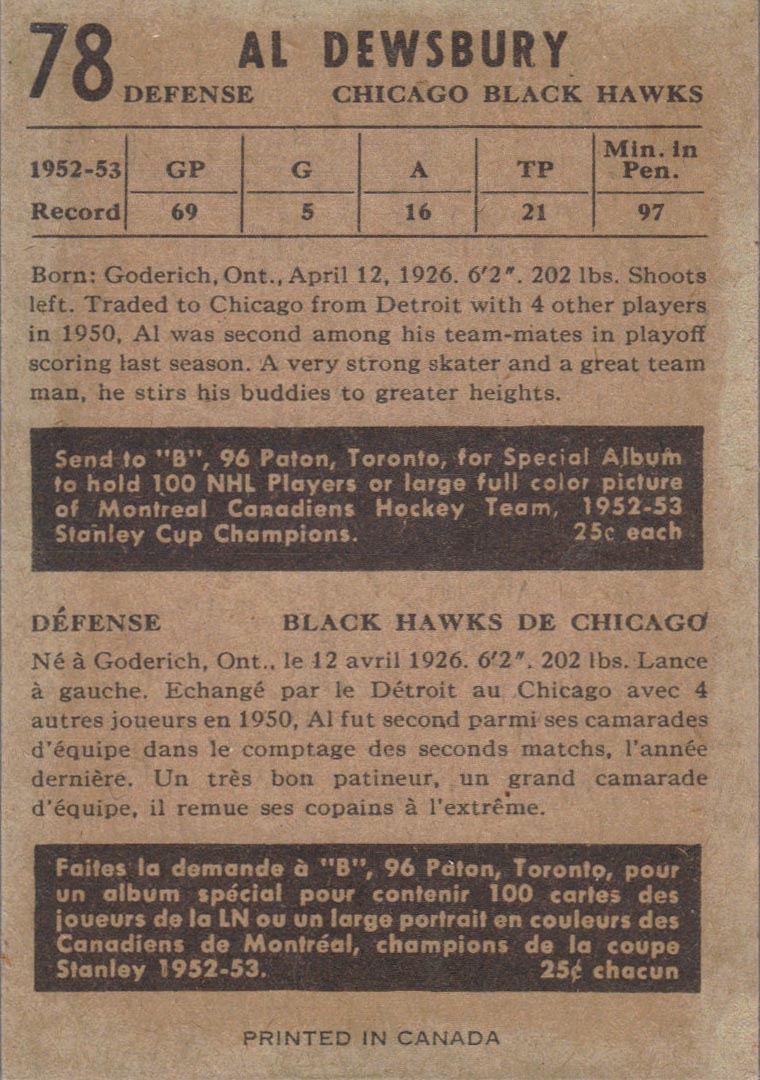 78 AL DEWSBURY
DEFENSE CHICAGO BLACK HAWKS
1952-53 GP G A TP Min. in Pen.
Record 69 5 16 21 97
Born: Goderich, Ont., April 12, 1926. 6'2". 202 lbs. Shoots
left. Traded to Chicago from Detroit with 4 other players
in 1950, Al was second among his team-mates in playoff
scoring last season. A very strong skater and a great team
man, he stirs his buddies to greater heights.
Send to "B", 96 Paton, Toronto, for Special Album
to hold 100 NHL Players or large full color picture
of Montreal Canadiens Hockey Team, 1952-53
Stanley Cup Champions. 25c each
DÉFENSE BLACK HAWKS DE CHICAGO
Né à Goderich, Ont., le 12 avril 1926. 6'2". 202 lbs. Lance
à gauche. Echangé par le Détroit au Chicago avec 4
autres joueurs en 1950, Al fut second parmi ses camarades
d'équipe dans le comptage des seconds matchs, l'année
dernière. Un très bon patineur, un grand camarade
d'équipe, il remue ses copains à l'extrême.
Faites la demande à "B", 96 Paton, Toronto, pour
un album spécial pour contenir 100 cartes des
joueurs de la LN ou un large portrait en couleurs des
Canadiens de Montréal, champions de la coupe
Stanley 1952-53. 25¢ chacun
PRINTED IN CANADA